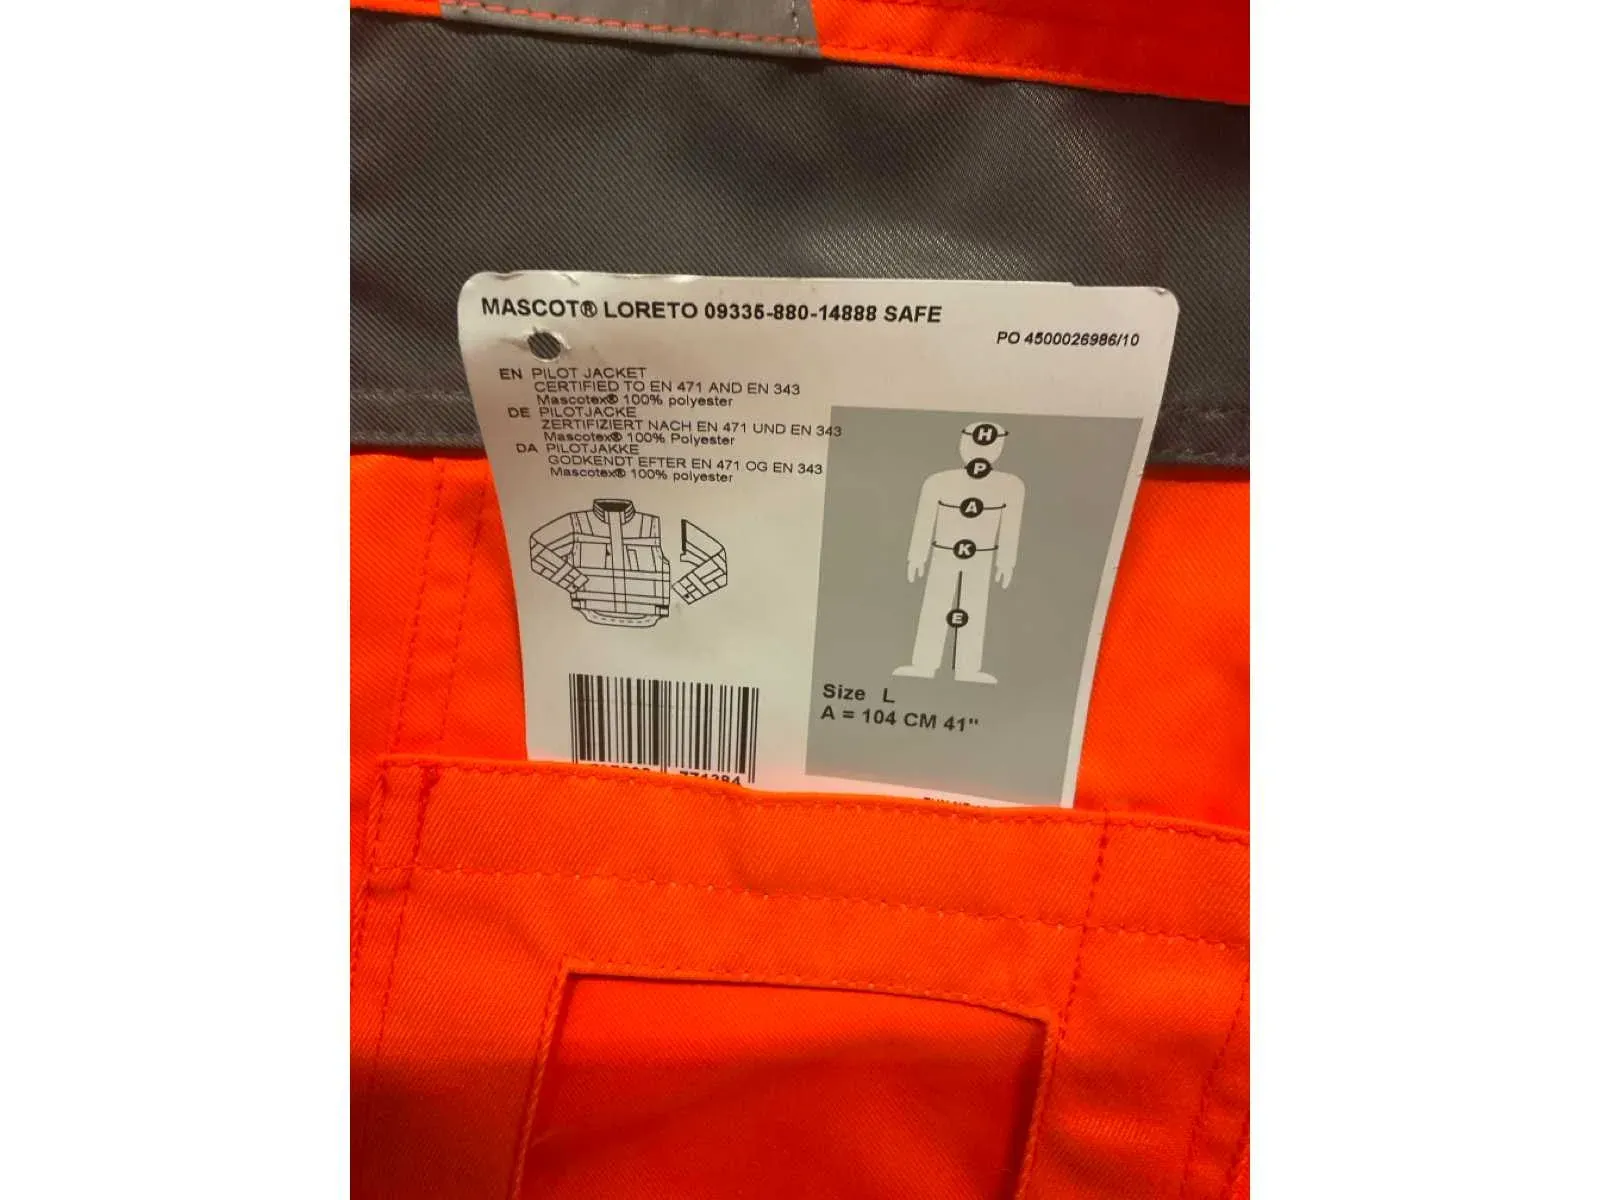 MASCOT® LORETO 09335-880-14888 SAFE
PO 4500026986/10
EN PILOT JACKET
CERTIFIED TO EN 471 AND EN 343
Mascotex® 100% polyester
DE PILOTJACKE
ZERTIFIZIERT NACH EN 471 UND EN 343
Mascotex® 100% Polyester
DA PILOTJAKKE
GODKENDT EFTER EN 471 OG EN 343
Mascotex® 100% polyester
H
P
A
K
E
Size L
A = 104 CM 41"